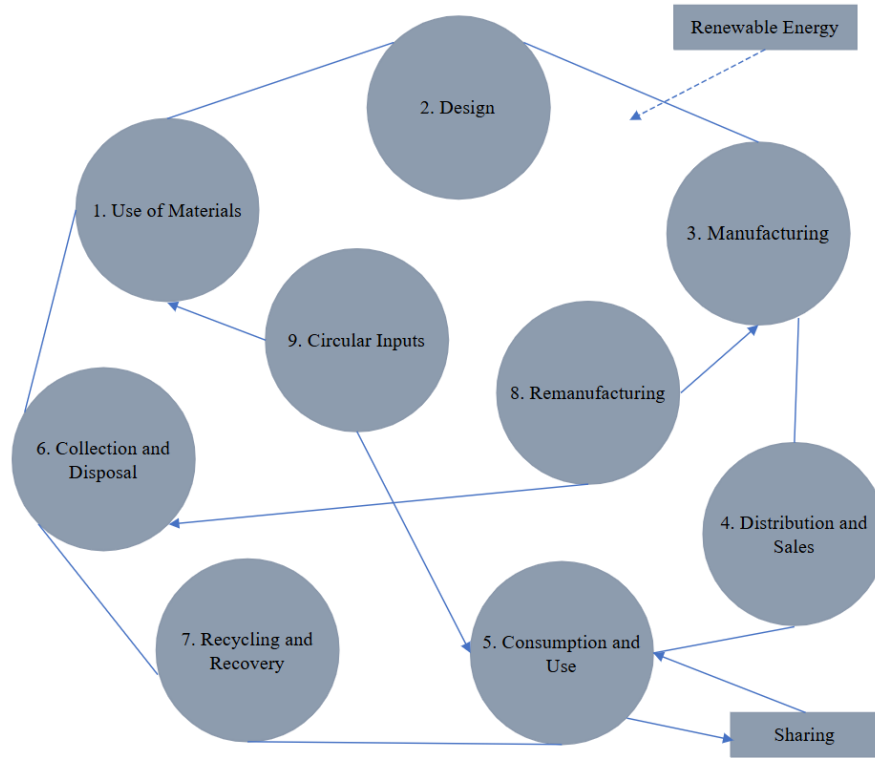 Renewable Energy
2. Design
1. Use of Materials
3. Manufacturing
9. Circular Inputs
8. Remanufacturing
6. Collection and
Disposal
4. Distribution and
Sales
7. Recycling and
Recovery
5. Consumption and
Use
Sharing